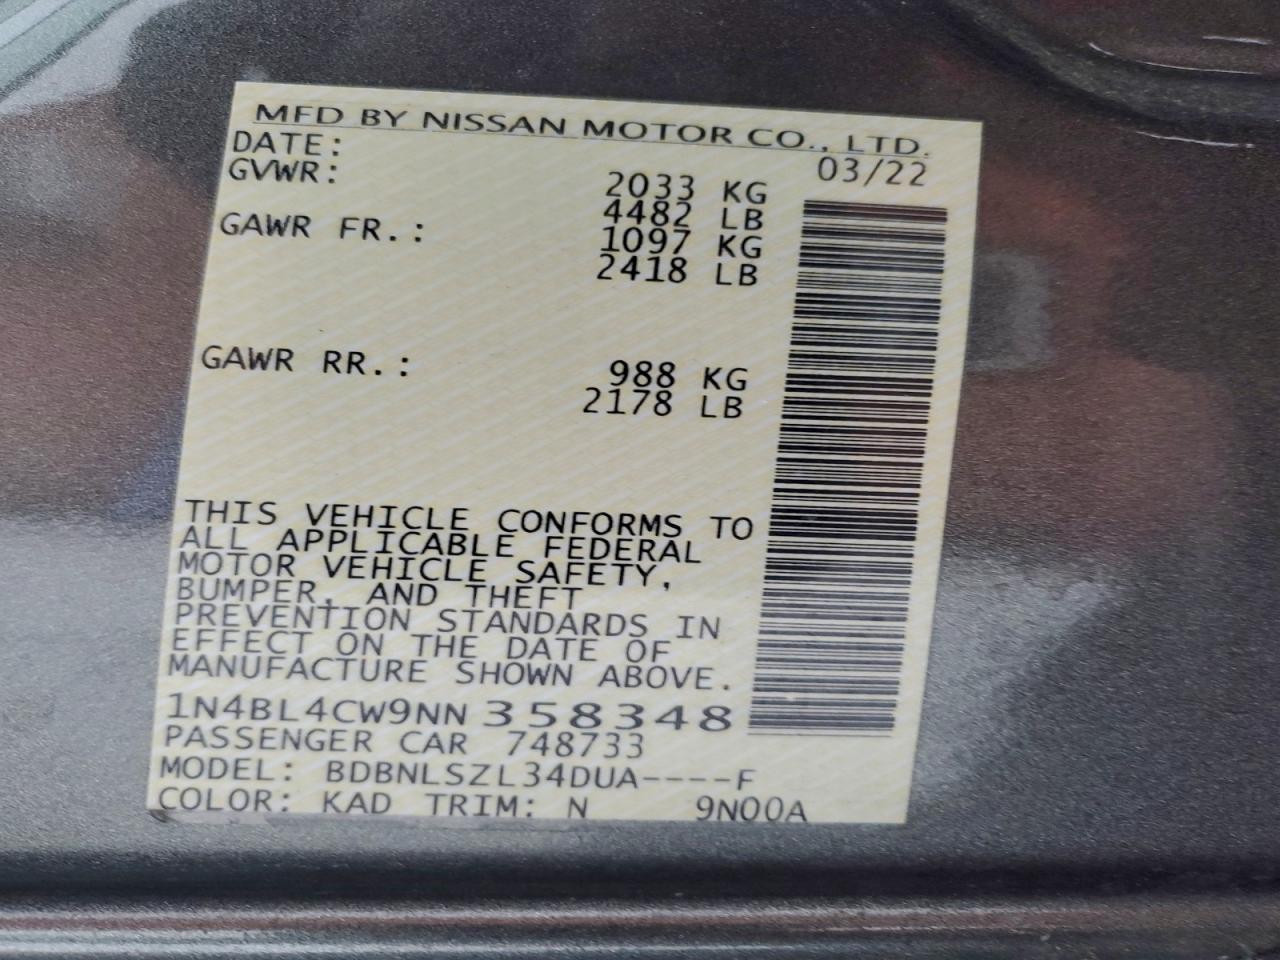 MFD BY NISSAN MOTOR CO., LTD.
DATE: 03/22
GVWR: 2033 KG
4482 LB
GAWR FR.: 1097 KG
2418 LB
GAWR RR.: 988 KG
2178 LB
THIS VEHICLE CONFORMS TO
ALL APPLICABLE FEDERAL
MOTOR VEHICLE SAFETY,
BUMPER, AND THEFT
PREVENTION STANDARDS IN
EFFECT ON THE DATE OF
MANUFACTURE SHOWN ABOVE.
1N4BL4CW9NN 358348
PASSENGER CAR 748733
MODEL: BDBNLSZL34DUA----F
COLOR: KAD TRIM: N 9N00A